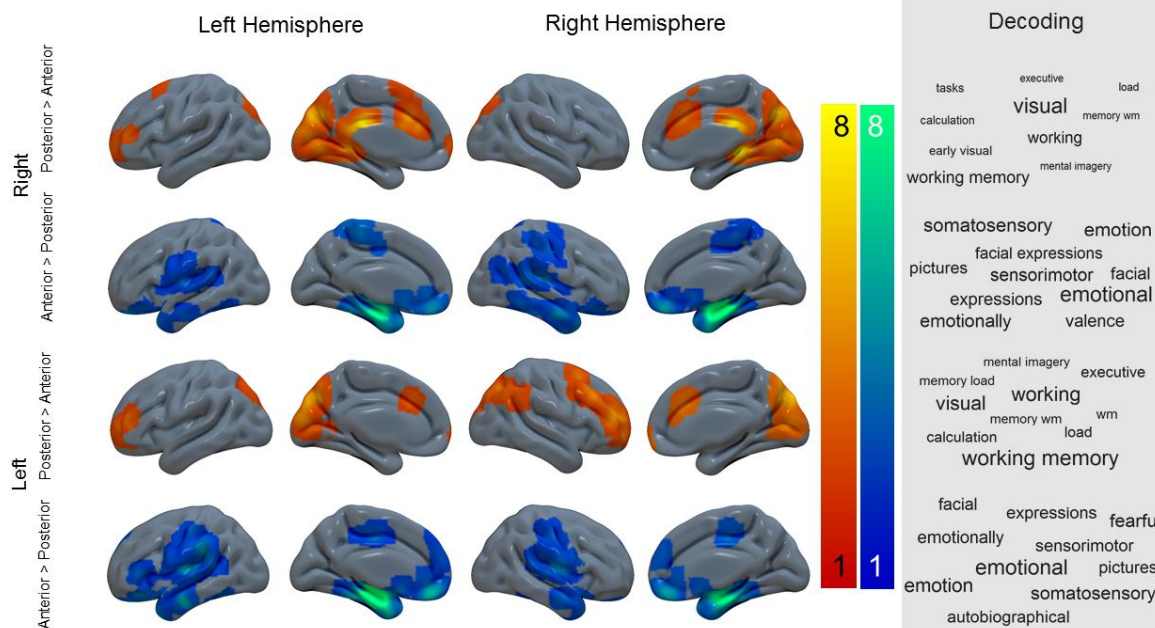 Left Hemisphere
Right Hemisphere
Decoding
Right
Posterior > Anterior
Anterior > Posterior
Left
Posterior > Anterior
Anterior > Posterior
8
8
1
1
executive
tasks
load
visual
calculation
memory wm
working
early visual
mental imagery
working memory
somatosensory
emotion
facial expressions
pictures
sensorimotor
facial
expressions
emotional
emotionally
valence
mental imagery
executive
memory load
working
visual
wm
memory wm
load
calculation
working memory
facial
expressions
fearfu
emotionally
sensorimotor
emotional
pictures
emotion
somatosensory
autobiographical